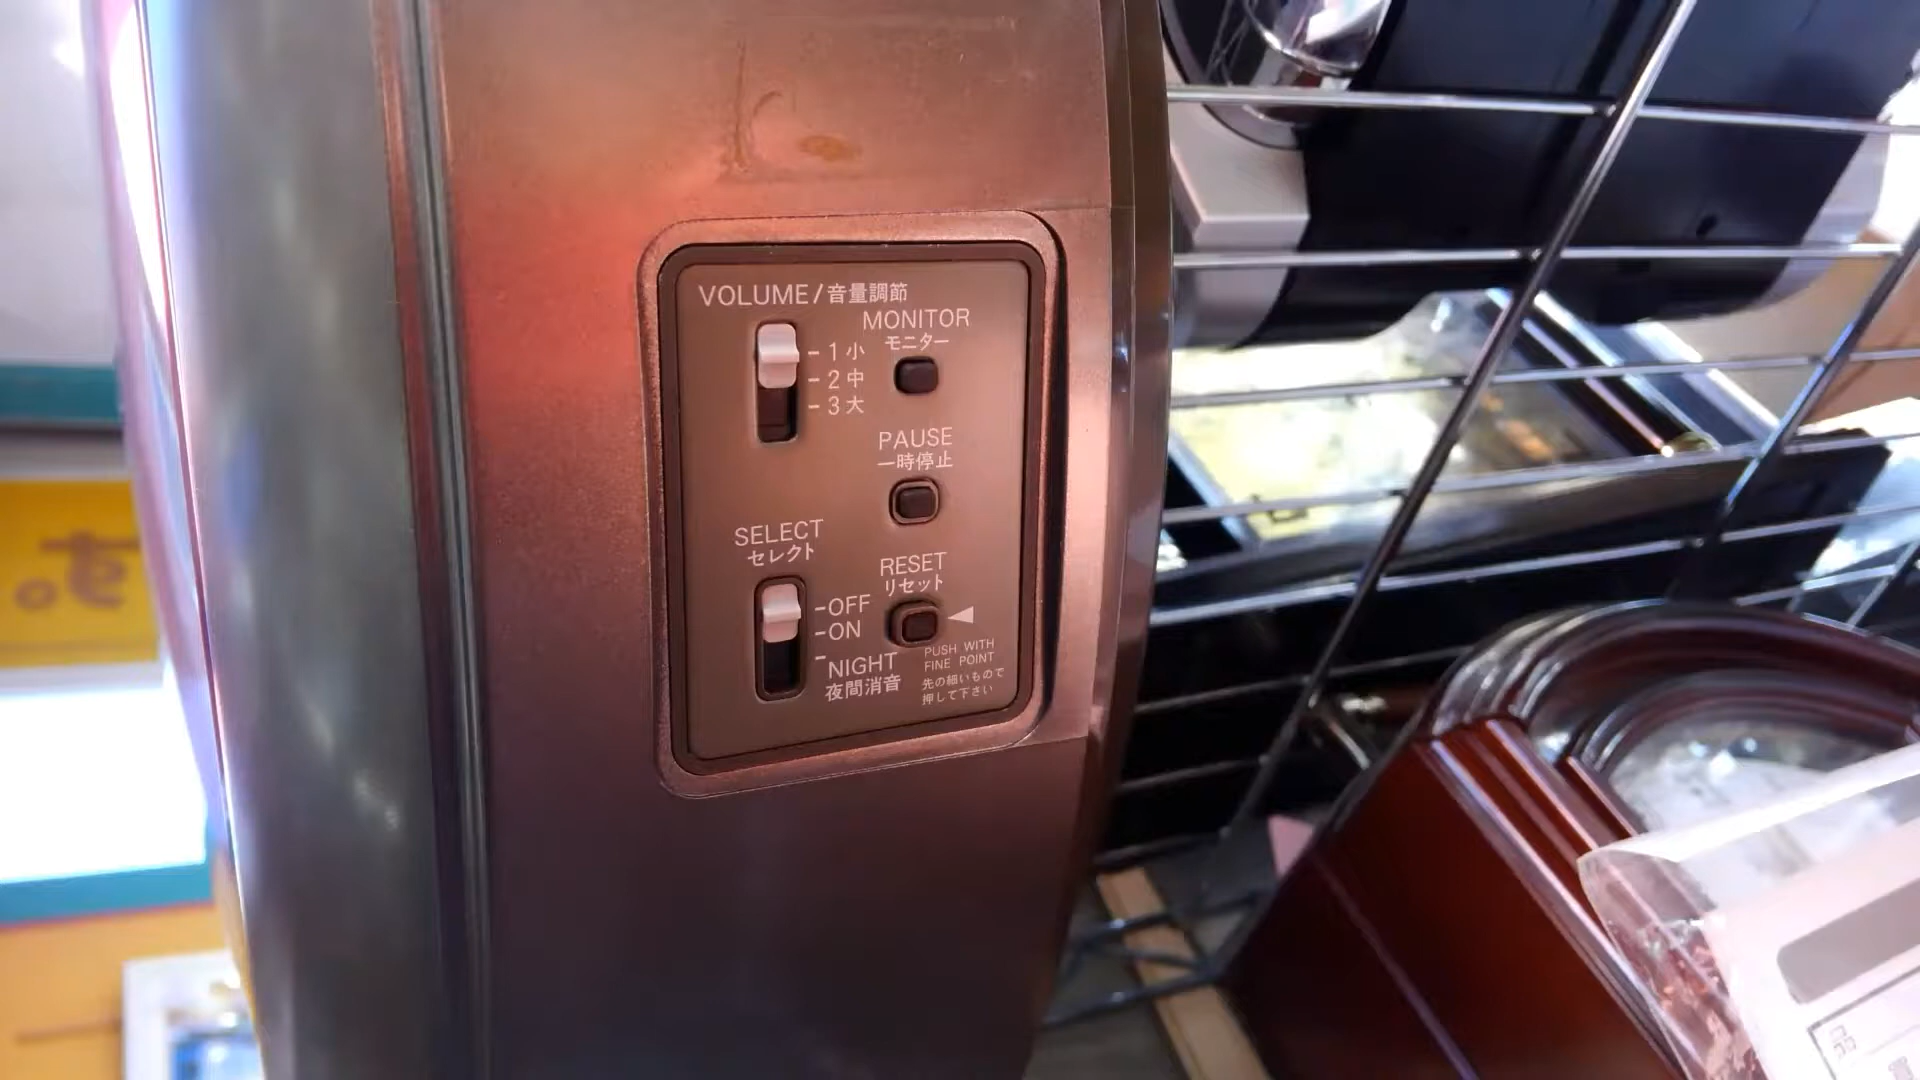 VOLUME/音量調節
MONITOR
モニター
1 小
2 中
3 大
PAUSE
一時停止
SELECT
セレクト
OFF
ON
NIGHT
夜間消音
RESET
リセット
PUSH WITH
FINE POINT
先の細いもので
押して下さい